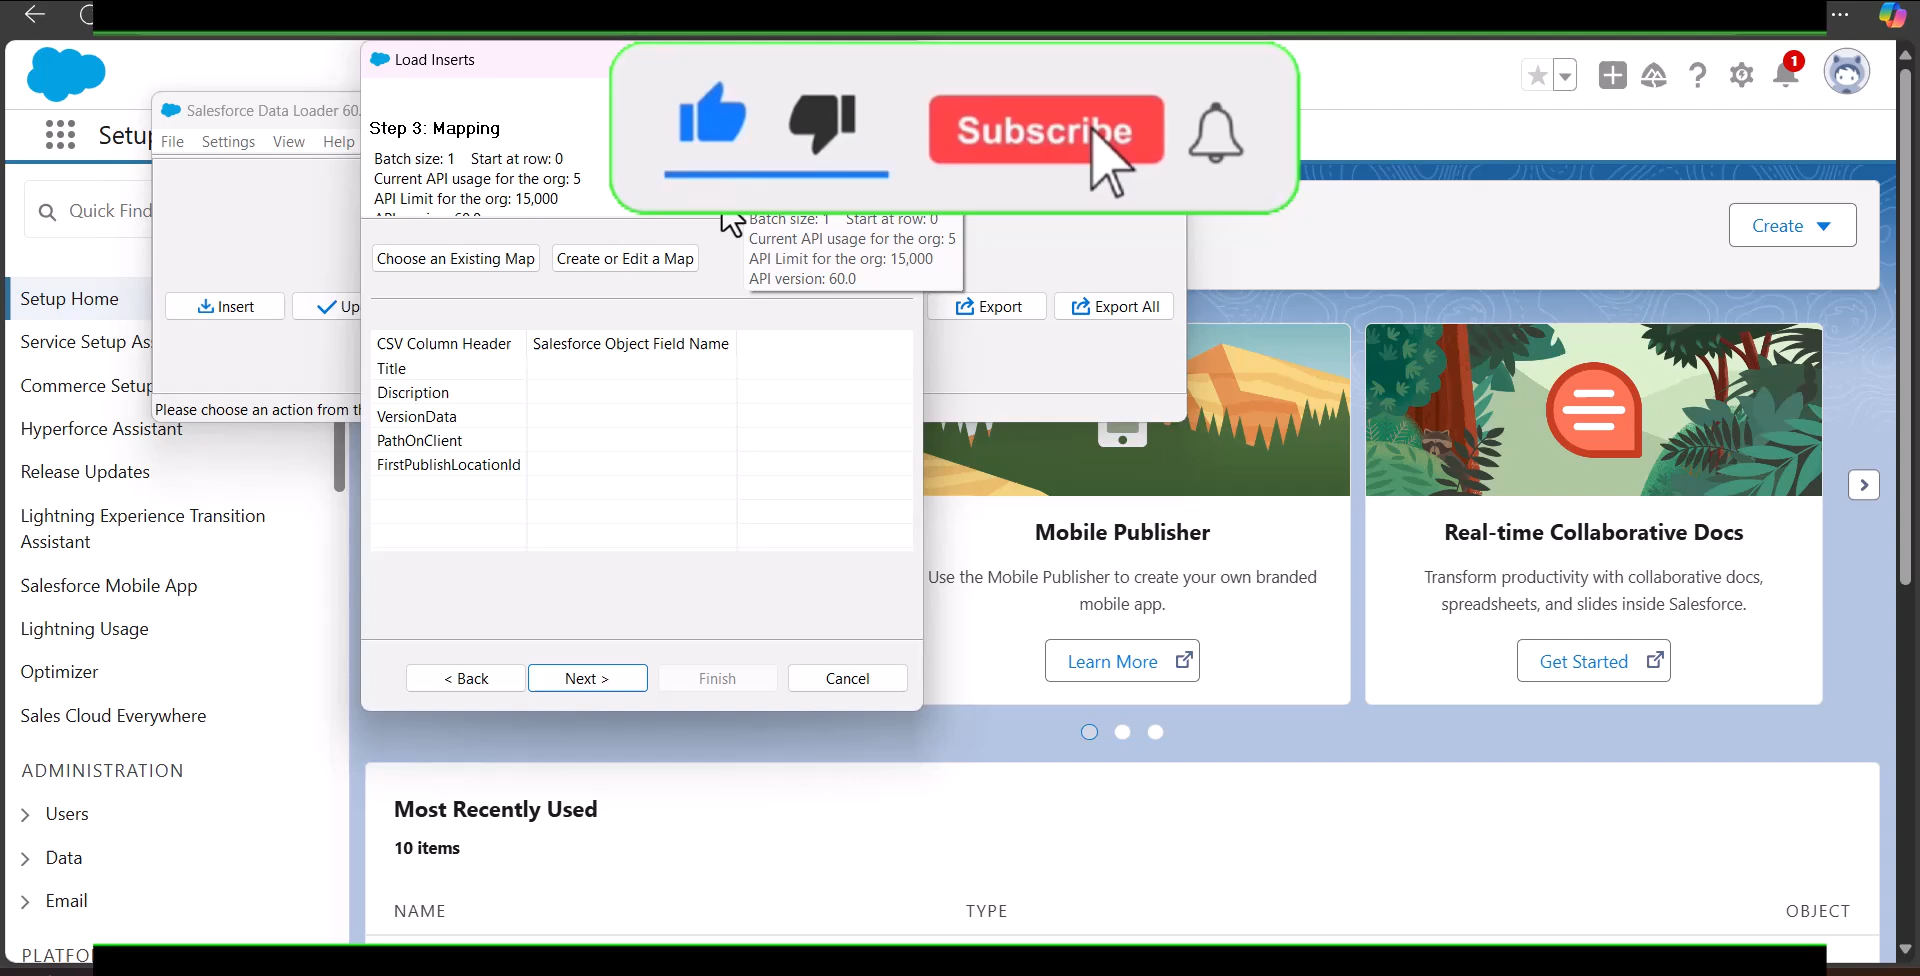 Load Inserts
Salesforce Data Loader 60.
File Settings View Help
Step 3: Mapping
Batch size: 1 Start at row: 0
Current API usage for the org: 5
API Limit for the org: 15,000
Subscribe
1
Setup
Quick Find
Batch size: 1 Start at row: 0
Current API usage for the org: 5
API Limit for the org: 15,000
API version: 60.0
Create
Choose an Existing Map
Create or Edit a Map
Insert
Up
Export
Export All
CSV Column Header Salesforce Object Field Name
Title
Discription
VersionData
PathOnClient
FirstPublishLocationId
Please choose an action from th
< Back
Next >
Finish
Cancel
Setup Home
Service Setup Ass
Commerce Setup
Hyperforce Assistant
Release Updates
Lightning Experience Transition
Assistant
Salesforce Mobile App
Lightning Usage
Optimizer
Sales Cloud Everywhere
ADMINISTRATION
Users
Data
Email
PLATFO
Mobile Publisher
Use the Mobile Publisher to create your own branded
mobile app.
Learn More
Real-time Collaborative Docs
Transform productivity with collaborative docs,
spreadsheets, and slides inside Salesforce.
Get Started
Most Recently Used
10 items
NAME TYPE OBJECT